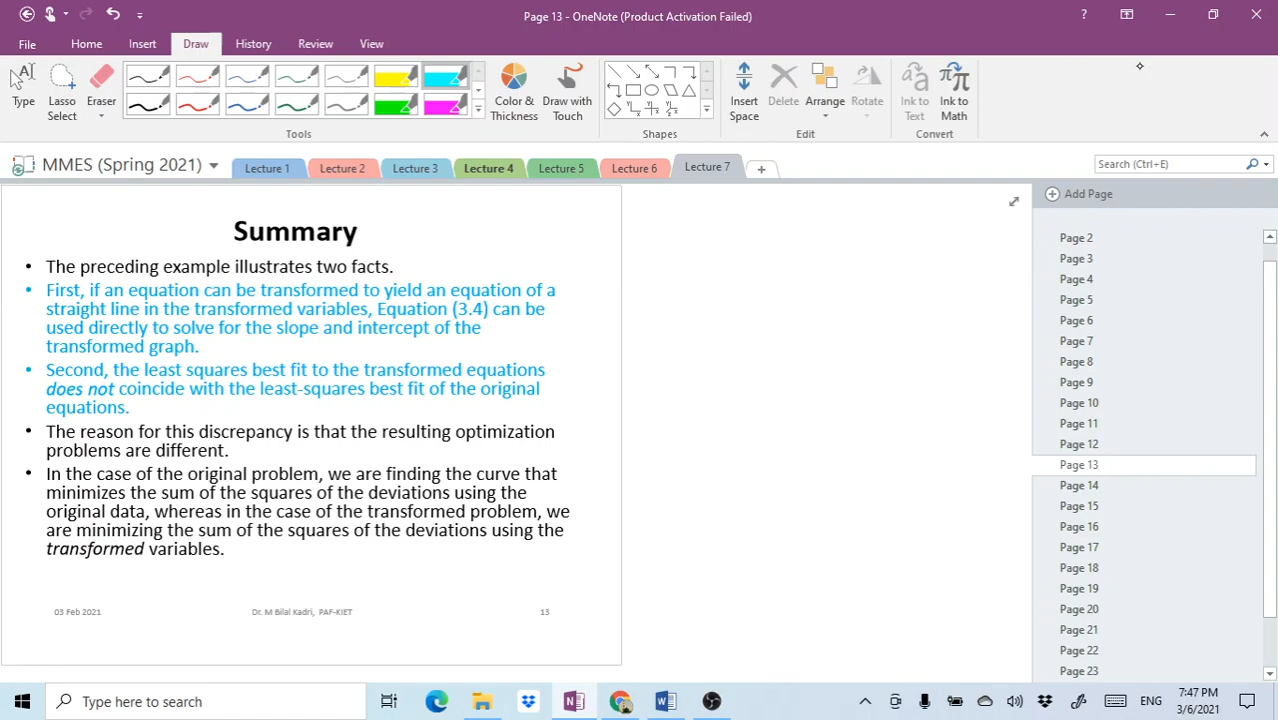 Page 13 - OneNote (Product Activation Failed)
?
File Home Insert Draw History Review View
Type
Lasso Select
Eraser
Color & Thickness
Draw with Touch
Insert Space
Delete
Arrange
Rotate
Ink to Text
Ink to Math
Tools
Shapes
Edit
Convert
MMES (Spring 2021)
Lecture 1
Lecture 2
Lecture 3
Lecture 4
Lecture 5
Lecture 6
Lecture 7
Search (Ctrl+E)
Summary
• The preceding example illustrates two facts.
• First, if an equation can be transformed to yield an equation of a
straight line in the transformed variables, Equation (3.4) can be
used directly to solve for the slope and intercept of the
transformed graph.
• Second, the least squares best fit to the transformed equations
does not coincide with the least-squares best fit of the original
equations.
• The reason for this discrepancy is that the resulting optimization
problems are different.
• In the case of the original problem, we are finding the curve that
minimizes the sum of the squares of the deviations using the
original data, whereas in the case of the transformed problem, we
are minimizing the sum of the squares of the deviations using the
transformed variables.
03 Feb 2021
Dr. M Bilal Kadri, PAF-KIET
13
Add Page
Page 2
Page 3
Page 4
Page 5
Page 6
Page 7
Page 8
Page 9
Page 10
Page 11
Page 12
Page 13
Page 14
Page 15
Page 16
Page 17
Page 18
Page 19
Page 20
Page 21
Page 22
Page 23
Type here to search
ENG
7:47 PM
3/6/2021